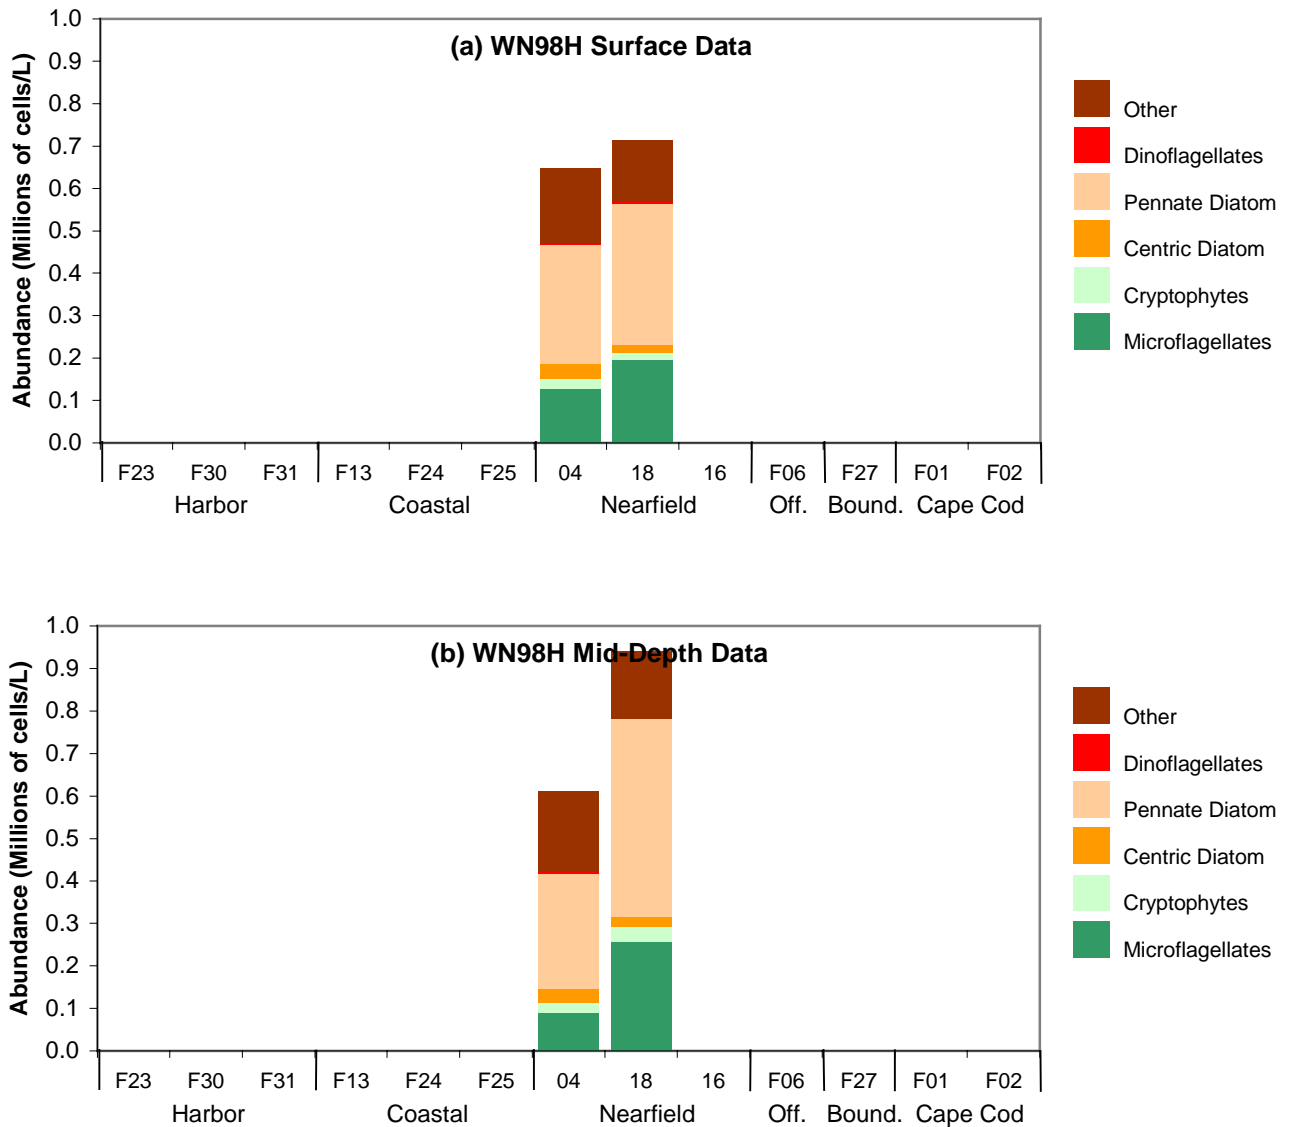 (a) WN98H Surface Data
Abundance (Millions of cells/L)
1.0
0.9
0.8
0.7
0.6
0.5
0.4
0.3
0.2
0.1
0.0
F23 F30 F31 F13 F24 F25 04 18 16 F06 F27 F01 F02
Harbor Coastal Nearfield Off. Bound. Cape Cod
Other
Dinoflagellates
Pennate Diatom
Centric Diatom
Cryptophytes
Microflagellates
(b) WN98H Mid-Depth Data
Abundance (Millions of cells/L)
1.0
0.9
0.8
0.7
0.6
0.5
0.4
0.3
0.2
0.1
0.0
F23 F30 F31 F13 F24 F25 04 18 16 F06 F27 F01 F02
Harbor Coastal Nearfield Off. Bound. Cape Cod
Other
Dinoflagellates
Pennate Diatom
Centric Diatom
Cryptophytes
Microflagellates